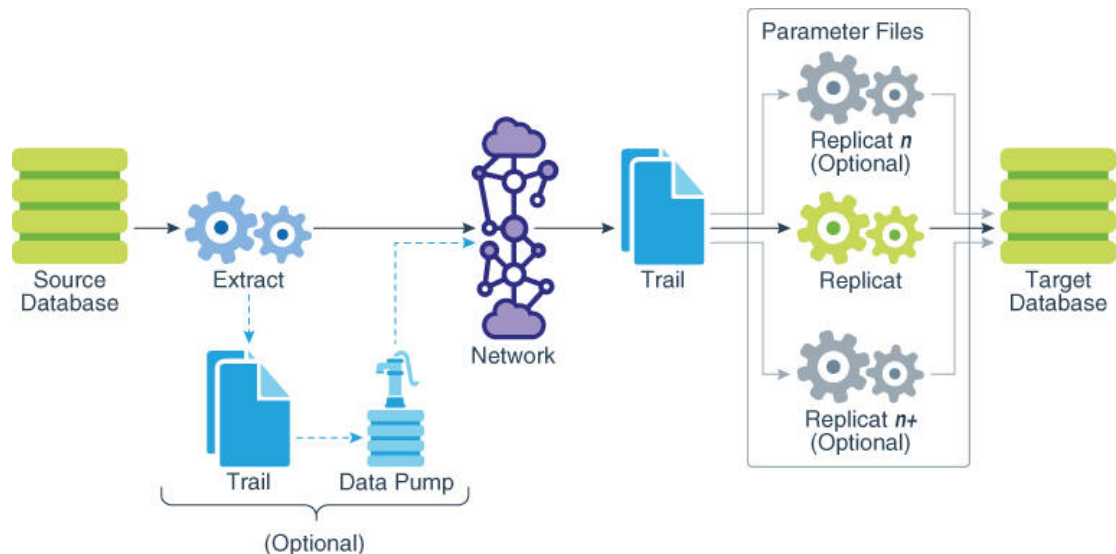 Parameter Files
Replicat n
(Optional)
Source
Database
Extract
Network
Trail
Replicat
Target
Database
Replicat n+
(Optional)
Trail
Data Pump
(Optional)